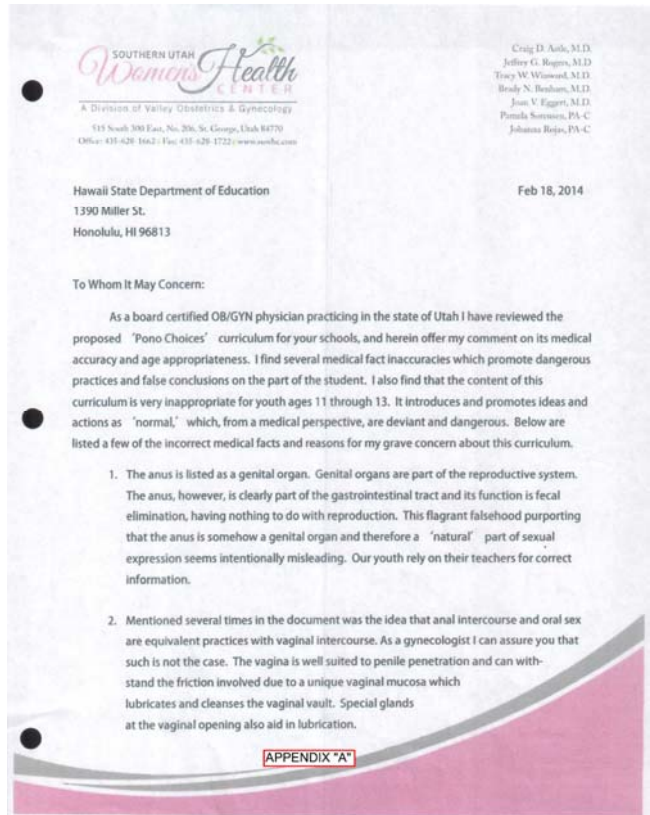 SOUTHERN UTAH
Women's Health
CENTER
A Division of Valley Obstetrics & Gynecology
515 South 300 East, No. 206, St. George, Utah 84770
Office: 435-628-1662 Fax: 435-628-1722
Craig D. Astle, M.D.
Jeffrey G. Rogers, M.D
Tracy W. Winward, M.D.
Brady N. Benham, M.D.
Joan V. Eggert, M.D.
Pamela Sorensen, PA-C
Johanna Rojas, PA-C
Hawaii State Department of Education
Feb 18, 2014
1390 Miller St.
Honolulu, HI 96813
To Whom It May Concern:
As a board certified OB/GYN physician practicing in the state of Utah I have reviewed the
proposed 'Pono Choices' curriculum for your schools, and herein offer my comment on its medical
accuracy and age appropriateness. I find several medical fact inaccuracies which promote dangerous
practices and false conclusions on the part of the student. I also find that the content of this
curriculum is very inappropriate for youth ages 11 through 13. It introduces and promotes ideas and
actions as 'normal,' which, from a medical perspective, are deviant and dangerous. Below are
listed a few of the incorrect medical facts and reasons for my grave concern about this curriculum.
1. The anus is listed as a genital organ. Genital organs are part of the reproductive system.
The anus, however, is clearly part of the gastrointestinal tract and its function is fecal
elimination, having nothing to do with reproduction. This flagrant falsehood purporting
that the anus is somehow a genital organ and therefore a 'natural' part of sexual
expression seems intentionally misleading. Our youth rely on their teachers for correct
information.
2. Mentioned several times in the document was the idea that anal intercourse and oral sex
are equivalent practices with vaginal intercourse. As a gynecologist I can assure you that
such is not the case. The vagina is well suited to penile penetration and can with-
stand the friction involved due to a unique vaginal mucosa which
lubricates and cleanses the vaginal vault. Special glands
at the vaginal opening also aid in lubrication.
APPENDIX "A"